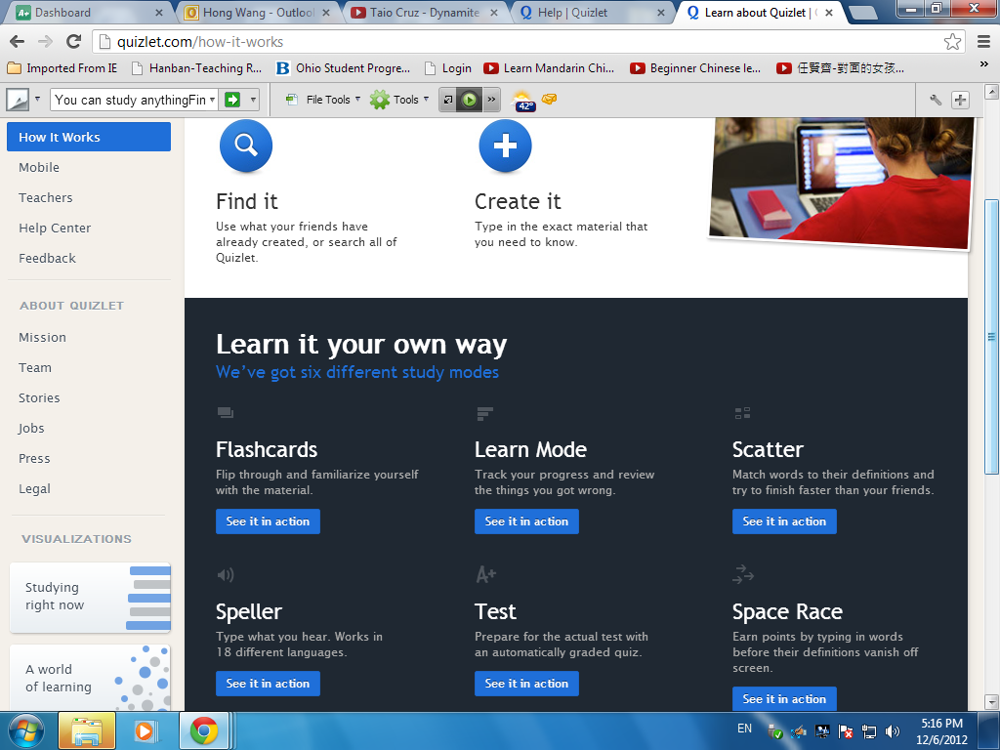 Dashboard
Hong Wang - Outlool
Taio Cruz - Dynamite
Help | Quizlet
Learn about Quizlet |
quizlet.com/how-it-works
Imported From IE
Hanban-Teaching R...
Ohio Student Progre...
Login
Learn Mandarin Chi...
Beginner Chinese le...
任賢齊-對面的女孩...
»
You can study anythingFin
File Tools
Tools
»
42°
How It Works
Mobile
Teachers
Help Center
Feedback
ABOUT QUIZLET
Mission
Team
Stories
Jobs
Press
Legal
VISUALIZATIONS
Studying
right now
A world
of learning
Find it
Use what your friends have
already created, or search all of
Quizlet.
Create it
Type in the exact material that
you need to know.
Learn it your own way
We've got six different study modes
Flashcards
Flip through and familiarize yourself
with the material.
See it in action
Learn Mode
Track your progress and review
the things you got wrong.
See it in action
Scatter
Match words to their definitions and
try to finish faster than your friends.
See it in action
Speller
Type what you hear. Works in
18 different languages.
See it in action
A+
Test
Prepare for the actual test with
an automatically graded quiz.
See it in action
Space Race
Earn points by typing in words
before their definitions vanish off
screen.
See it in action
EN
5:16 PM
12/6/2012